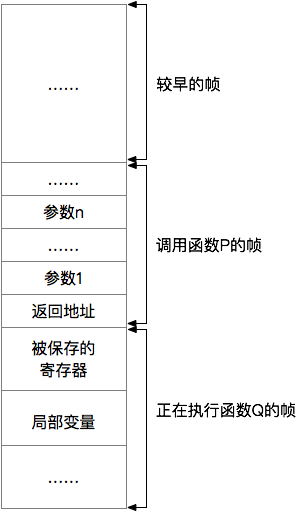 ......
较早的帧
......
参数n
......
调用函数P的帧
参数1
返回地址
被保存的
寄存器
局部变量
正在执行函数Q的帧
......